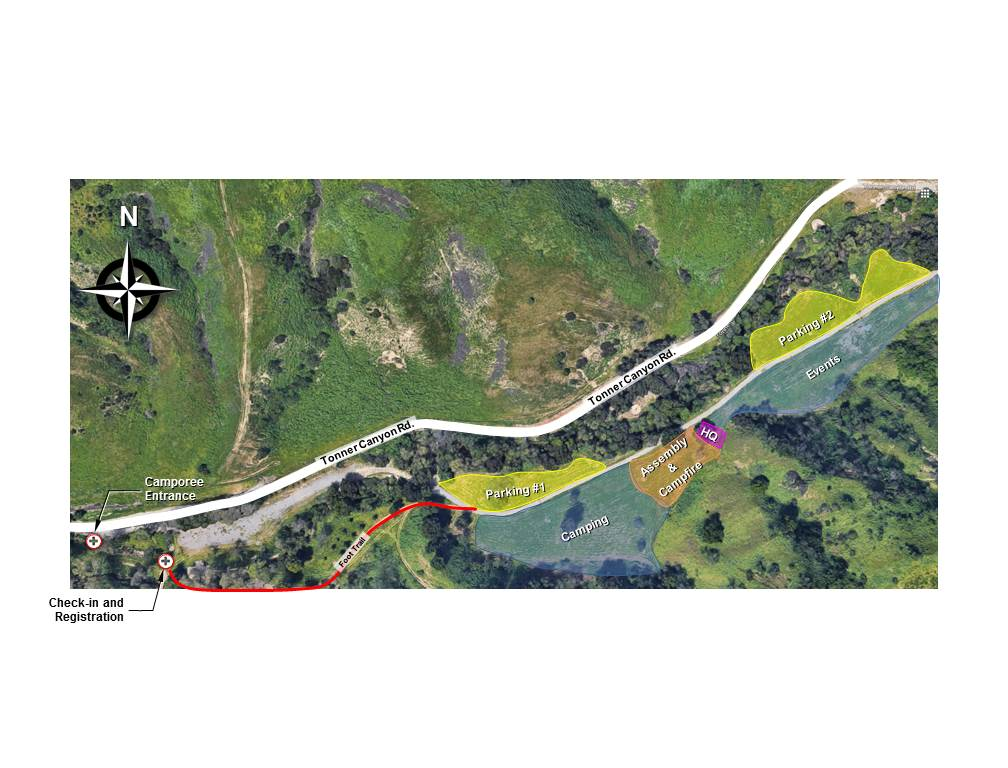 N
Tonner Canyon Rd.
Tonner Canyon Rd.
Parking #2
Events
HQ
Assembly
&
Campfire
Parking #1
Camping
Foot Trail
Camporee
Entrance
Check-in and
Registration